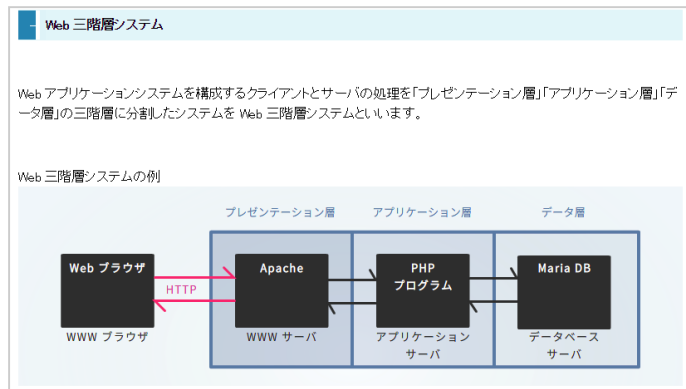 Web 三階層システム
Web アプリケーションシステムを構成するクライアントとサーバの処理を「プレゼンテーション層」「アプリケーション層」「デ
ータ層」の三階層に分割したシステムを Web 三階層システムといいます。
Web 三階層システムの例
プレゼンテーション層 アプリケーション層 データ層
Web ブラウザ Apache PHP Maria DB
プログラム
HTTP
WWW ブラウザ WWW サーバ アプリケーション データベース
サーバ サーバ